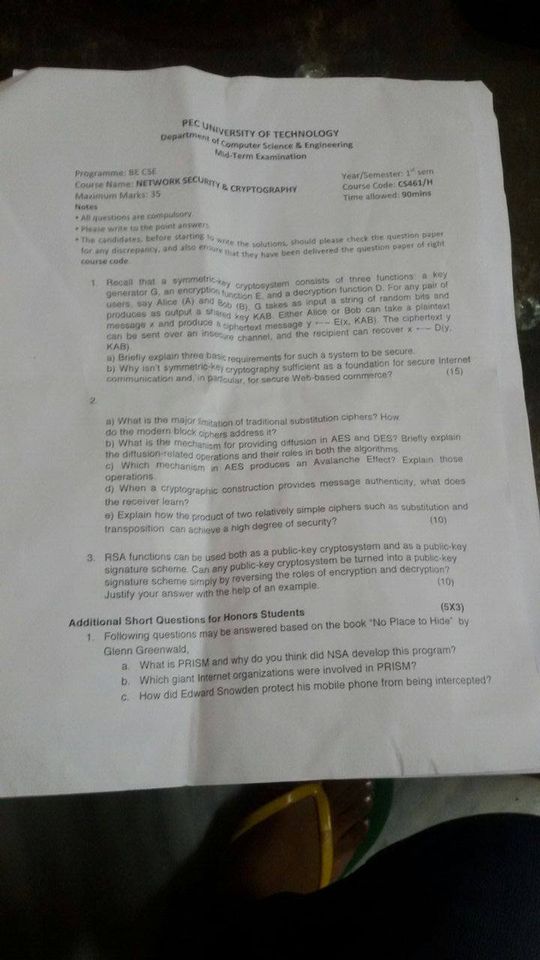 PEC UNIVERSITY OF TECHNOLOGY
Department of Computer Science & Engineering
Mid-Term Examination
Programme: BE CSE
Year/Semester: 1st sem
Course Name: NETWORK SECURITY & CRYPTOGRAPHY
Course Code: CS461/H
Maximum Marks: 35
Time allowed: 90mins
Notes
• All questions are compulsory.
• Please write to the point answers.
• The candidates, before starting to write the solutions, should please check the question paper
for any discrepancy, and also ensure that they have been delivered the question paper of right
course code.
1. Recall that a symmetric-key cryptosystem consists of three functions: a key
generator G, an encryption function E, and a decryption function D. For any pair of
users, say Alice (A) and Bob (B), G takes as input a string of random bits and
produces as output a shared key KAB. Either Alice or Bob can take a plaintext
message x and produce a ciphertext message y ←− E(x, KAB). The ciphertext y
can be sent over an insecure channel, and the recipient can recover x ←− D(y,
KAB).
a) Briefly explain three basic requirements for such a system to be secure.
b) Why isn't symmetric-key cryptography sufficient as a foundation for secure Internet
communication and, in particular, for secure Web-based commerce? (15)
2.
a) What is the major limitation of traditional substitution ciphers? How
do the modern block ciphers address it?
b) What is the mechanism for providing diffusion in AES and DES? Briefly explain
the diffusion-related operations and their roles in both the algorithms.
c) Which mechanism in AES produces an Avalanche Effect? Explain those
operations.
d) When a cryptographic construction provides message authenticity, what does
the receiver learn?
e) Explain how the product of two relatively simple ciphers such as substitution and
transposition can achieve a high degree of security? (10)
3. RSA functions can be used both as a public-key cryptosystem and as a public-key
signature scheme. Can any public-key cryptosystem be turned into a public-key
signature scheme simply by reversing the roles of encryption and decryption?
Justify your answer with the help of an example. (10)
Additional Short Questions for Honors Students (5X3)
1. Following questions may be answered based on the book "No Place to Hide" by
Glenn Greenwald,
a. What is PRISM and why do you think did NSA develop this program?
b. Which giant Internet organizations were involved in PRISM?
c. How did Edward Snowden protect his mobile phone from being intercepted?